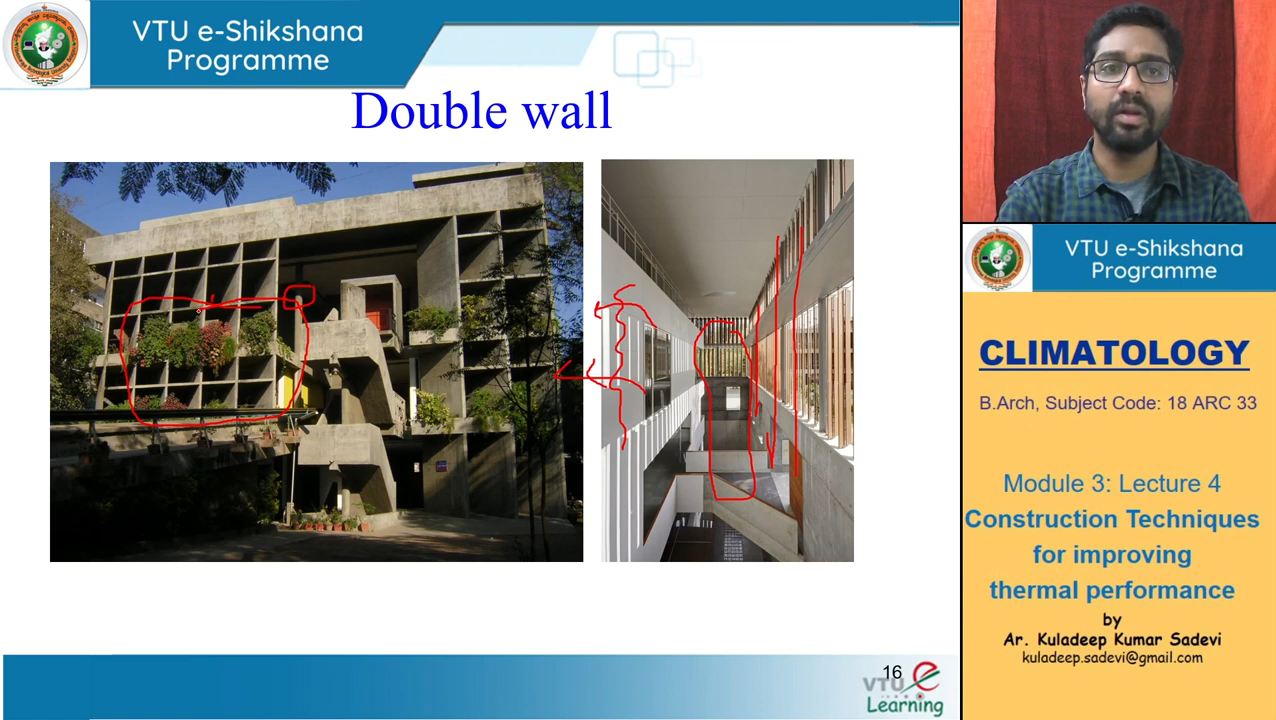 VTU e-Shikshana
Programme
Double wall
16
VTU
Learning
VTU e-Shikshana
Programme
CLIMATOLOGY
B.Arch, Subject Code: 18 ARC 33
Module 3: Lecture 4
Construction Techniques
for improving
thermal performance
by
Ar. Kuladeep Kumar Sadevi
kuladeep.sadevi@gmail.com